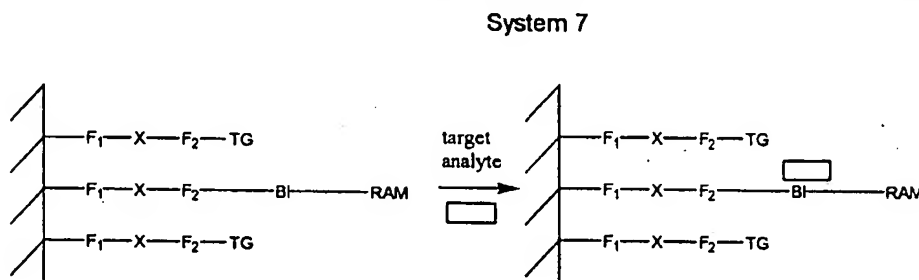 System 7
F₁—X—F₂—TG
F₁—X—F₂—BI—RAM
F₁—X—F₂—TG
target
analyte
F₁—X—F₂—TG
F₁—X—F₂—BI—RAM
F₁—X—F₂—TG